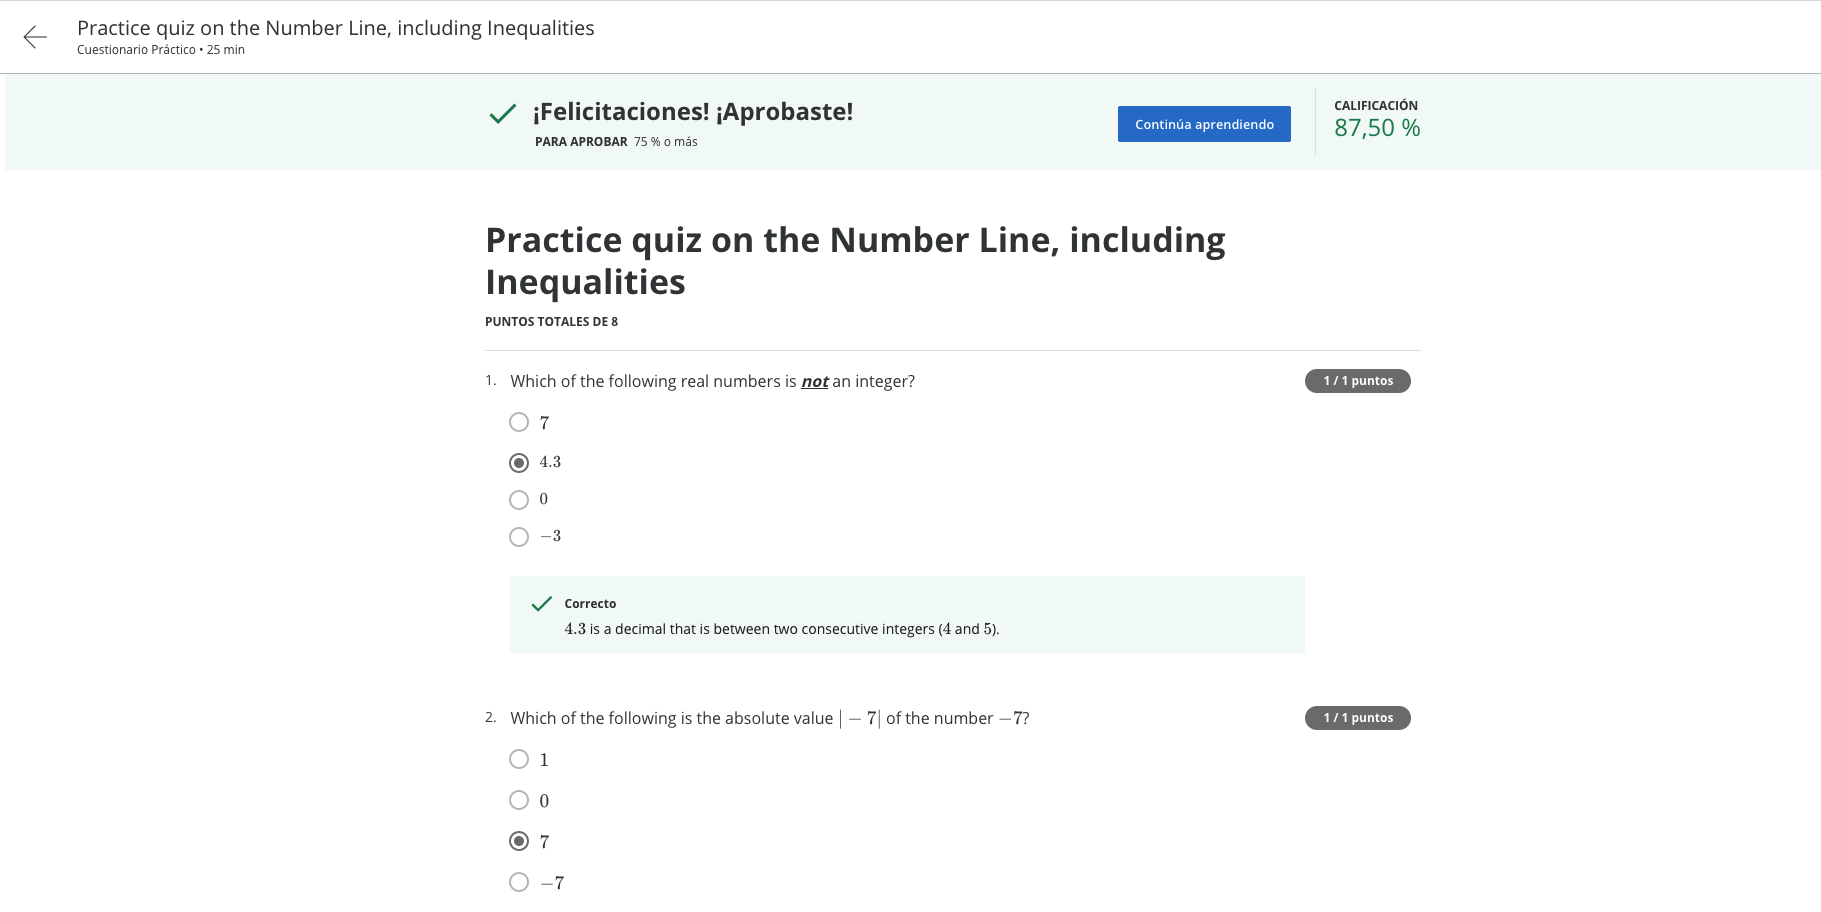 Practice quiz on the Number Line, including Inequalities
Cuestionario Práctico • 25 min
¡Felicitaciones! ¡Aprobaste!
PARA APROBAR 75 % o más
Continúa aprendiendo
CALIFICACIÓN
87,50 %
Practice quiz on the Number Line, including
Inequalities
PUNTOS TOTALES DE 8
1. Which of the following real numbers is not an integer?
1 / 1 puntos
7
4.3
0
−3
Correcto
4.3 is a decimal that is between two consecutive integers (4 and 5).
2. Which of the following is the absolute value | − 7| of the number −7?
1 / 1 puntos
1
0
7
−7